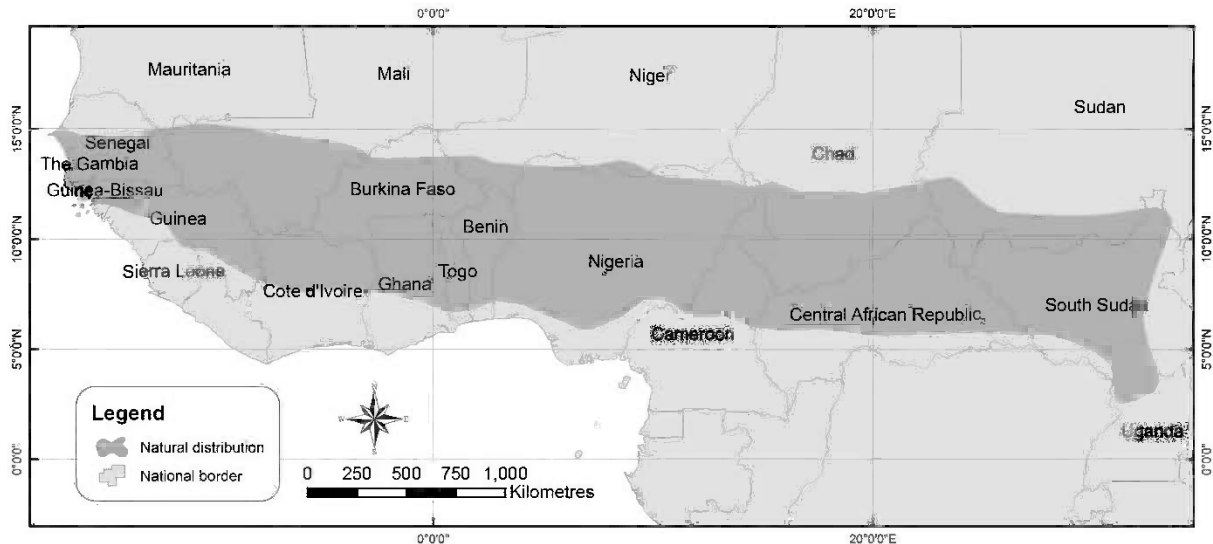 0°0'0"
20°0'0"E
15°0'0"N
10°0'0"N
5°0'0"N
0°0'0"
15°0'0"N
10°0'0"N
5°0'0"N
0°0'0"
Mauritania
Mali
Niger
Sudan
Chad
Senegal
The Gambia
Guinea-Bissau
Burkina Faso
Guinea
Benin
Sierra Leone
Nigeria
Togo
Ghana
Cote d'Ivoire
Central African Republic
South Sudan
Cameroon
Uganda
Legend
Natural distribution
National border
N
W
S
0 250 500 750 1,000
Kilometres
0°0'0"
20°0'0"E